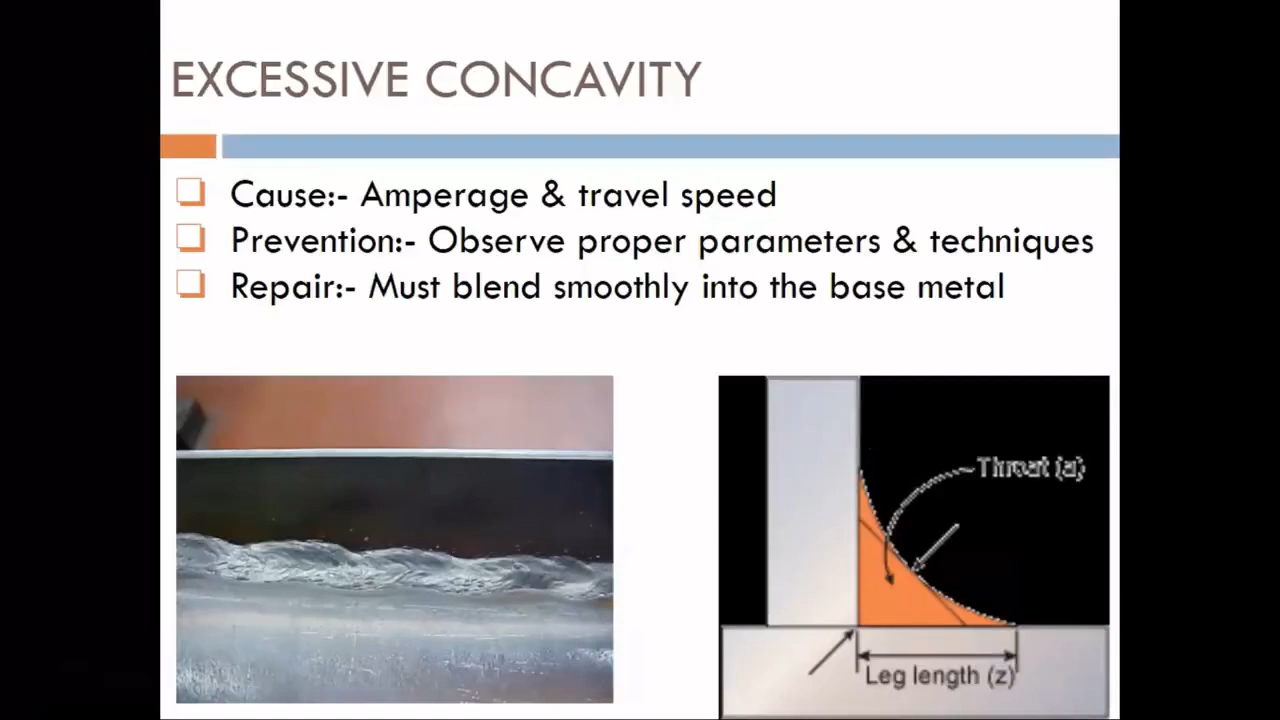 EXCESSIVE CONCAVITY
Cause:- Amperage & travel speed
Prevention:- Observe proper parameters & techniques
Repair:- Must blend smoothly into the base metal
Throat (a)
Leg length (z)